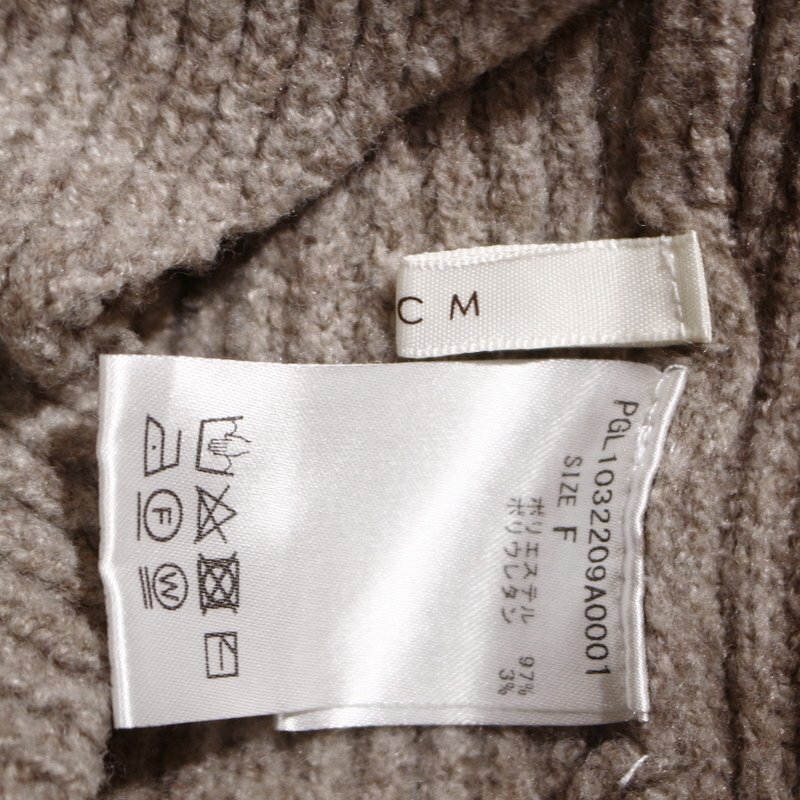 C M
PGL1032209A0001
SIZE F
ポリエステル 97%
ポリウレタン 3%
F
W